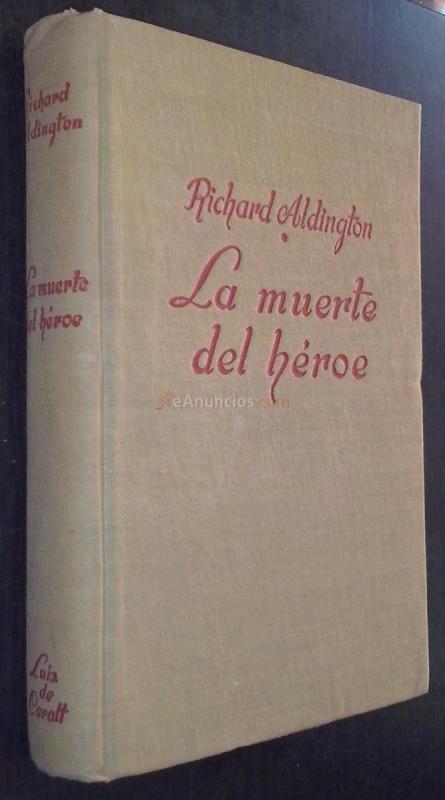 Richard
Aldington
La muerte
del héroe
Luis
de
Caralt
Richard Aldington
La muerte
del héroe
eAnuncios.com